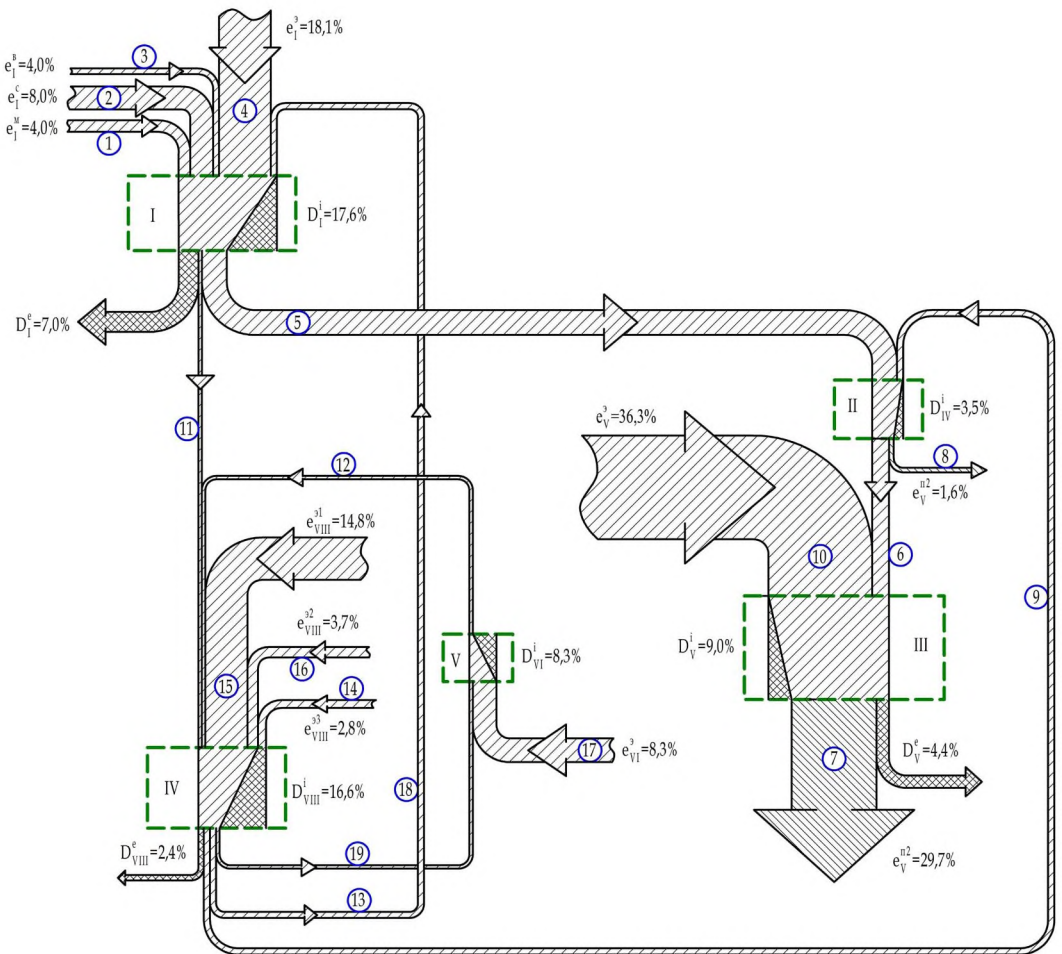 e_I^э=18,1%
③
e_I^в=4,0%
②
e_I^с=8,0%
④
e_I^м=4,0%
①
I
D_I^i=17,6%
D_I^e=7,0%
⑤
II
D_IV^i=3,5%
e_V^э=36,3%
⑪
⑫
⑧
e_V^п2=1,6%
e_VIII^э1=14,8%
⑩
⑥
⑨
e_VIII^э2=3,7%
⑯
V
D_VI^i=8,3%
D_V^i=9,0%
III
⑮
⑭
e_VIII^э3=2,8%
⑰
e_VI^э=8,3%
⑦
D_V^e=4,4%
IV
D_VIII^i=16,6%
⑱
D_VIII^e=2,4%
⑲
e_V^п2=29,7%
⑬